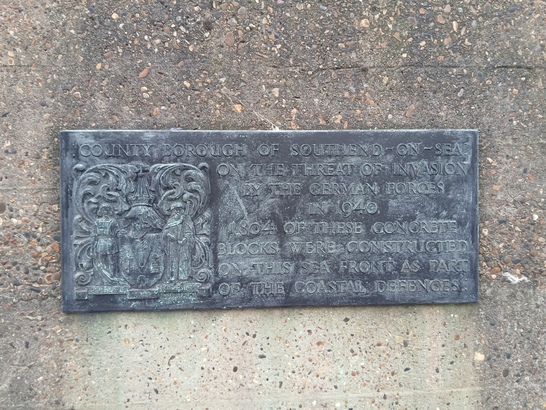 COUNTY BOROUGH OF SOUTHEND-ON-SEA
ON THE THREAT OF INVASION
BY THE GERMAN FORCES
IN 1940
1804 OF THESE CONCRETE
BLOCKS WERE CONSTRUCTED
ON THIS SEA FRONT AS PART
OF THE COASTAL DEFENCES